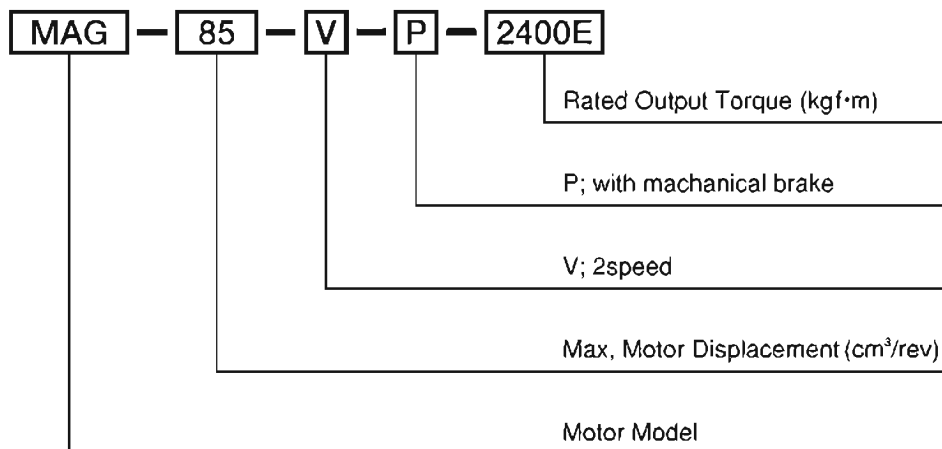 MAG — 85 — V — P — 2400E
Rated Output Torque (kgf•m)
P; with machanical brake
V; 2speed
Max, Motor Displacement (cm³/rev)
Motor Model